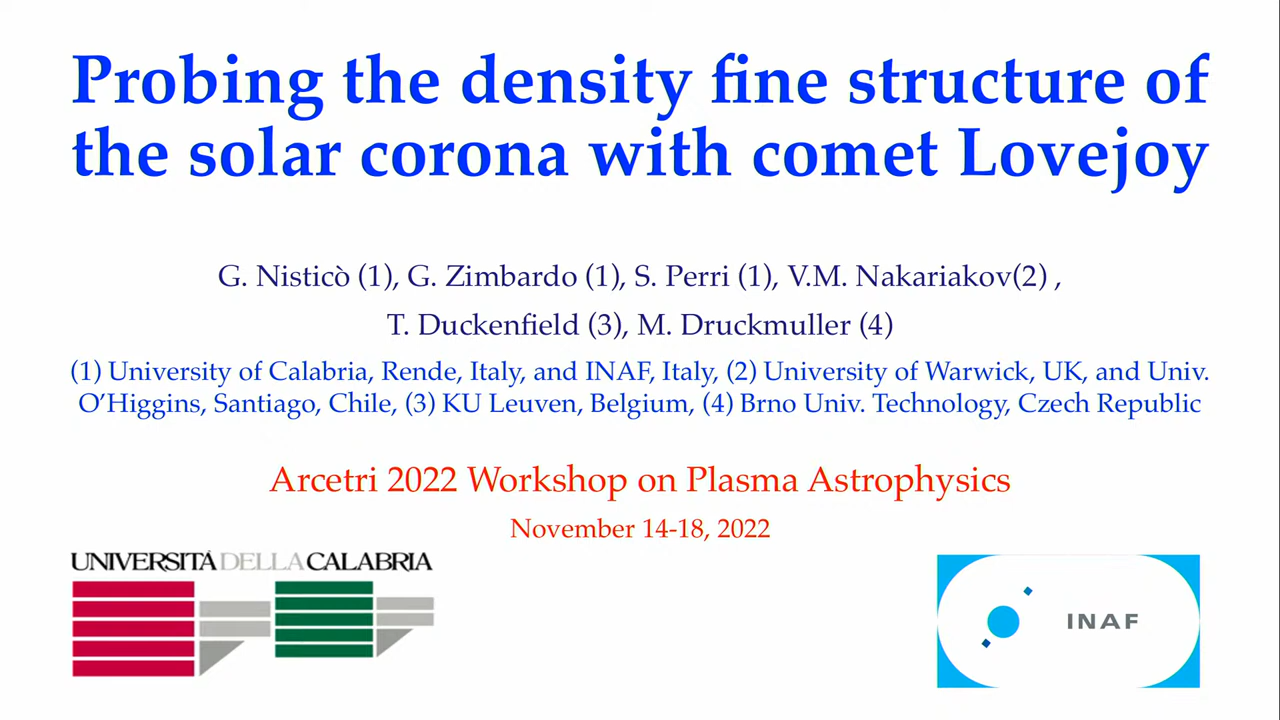 Probing the density fine structure of
the solar corona with comet Lovejoy
G. Nisticò (1), G. Zimbardo (1), S. Perri (1), V.M. Nakariakov(2) ,
T. Duckenfield (3), M. Druckmuller (4)
(1) University of Calabria, Rende, Italy, and INAF, Italy, (2) University of Warwick, UK, and Univ.
O’Higgins, Santiago, Chile, (3) KU Leuven, Belgium, (4) Brno Univ. Technology, Czech Republic
Arcetri 2022 Workshop on Plasma Astrophysics
November 14-18, 2022
UNIVERSITÁ DELLA CALABRIA
INAF